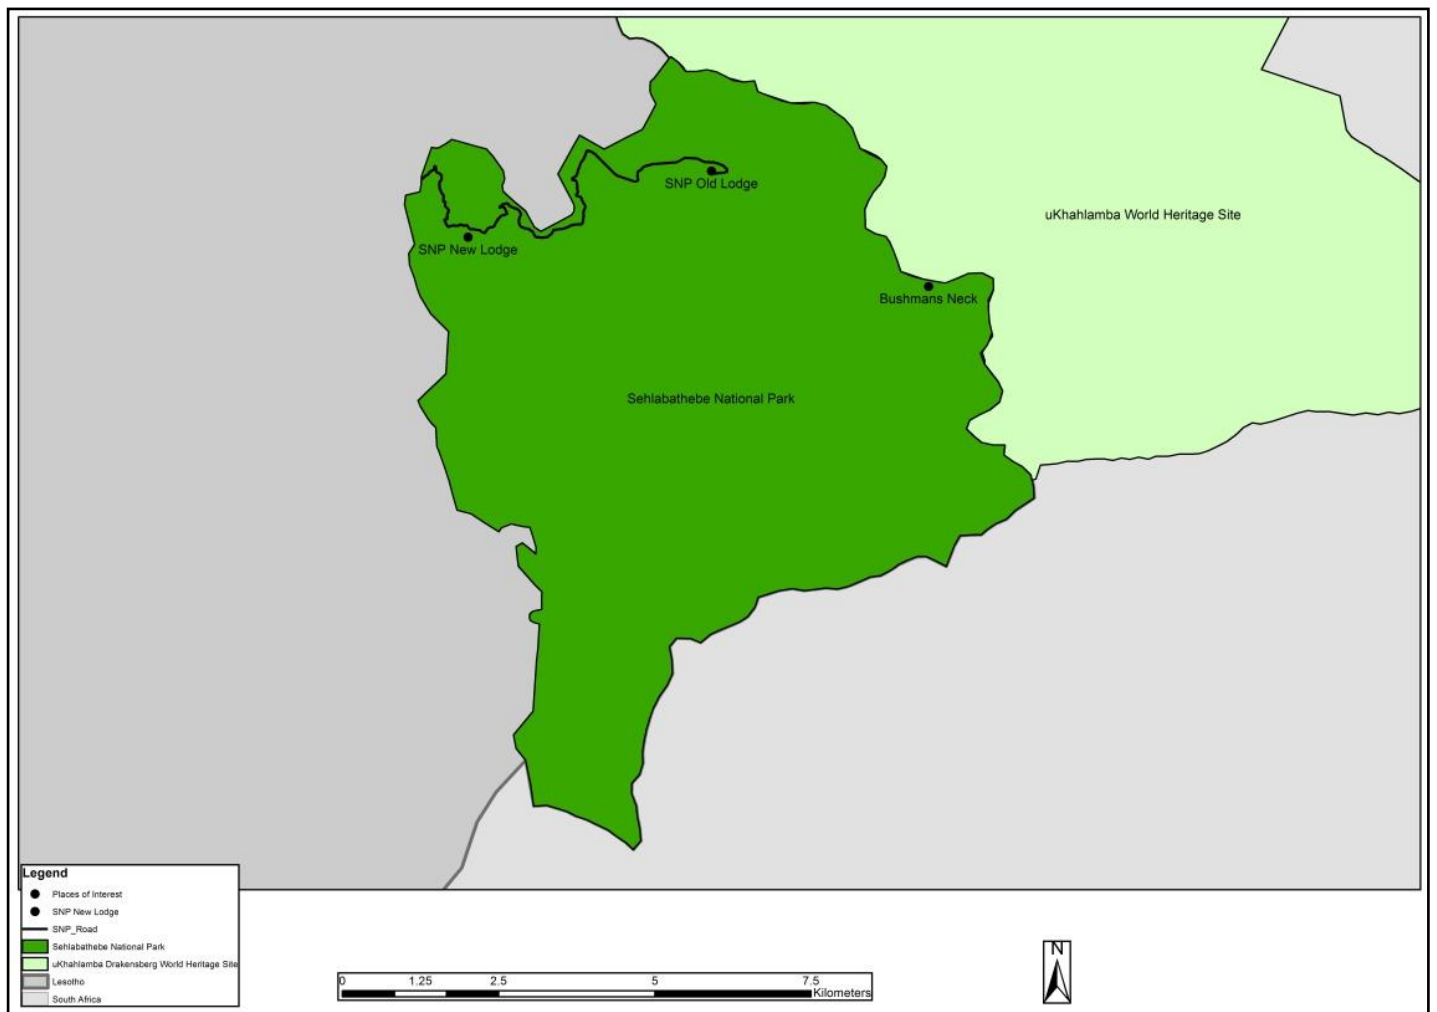 SNP Old Lodge
uKhahlamba World Heritage Site
SNP New Lodge
Bushmans Neck
Sehlabathebe National Park
Legend
Places of Interest
SNP New Lodge
SNP_Road
Sehlabathebe National Park
uKhahlamba Drakensberg World Heritage Site
Lesotho
South Africa
0 1.25 2.5 5 7.5
Kilometers
N